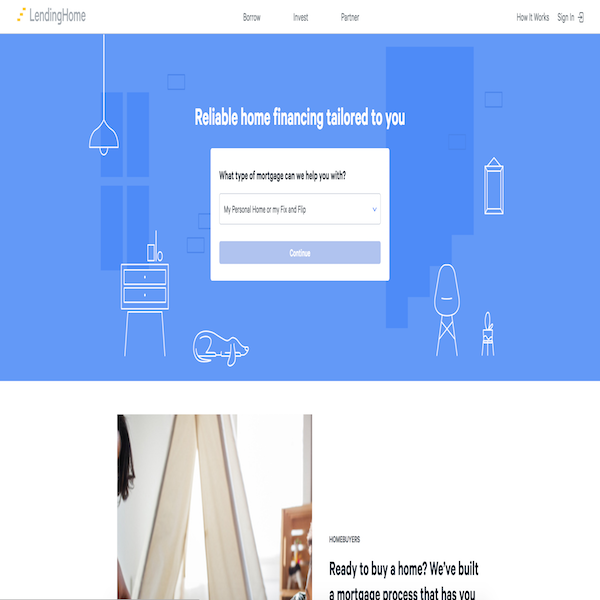 LendingHome
Borrow Invest Partner How It Works Sign In
Reliable home financing tailored to you
What type of mortgage can we help you with?
My Personal Home or my Fix and Flip
Continue
HOMEBUYERS
Ready to buy a home? We've built
a mortgage process that has you